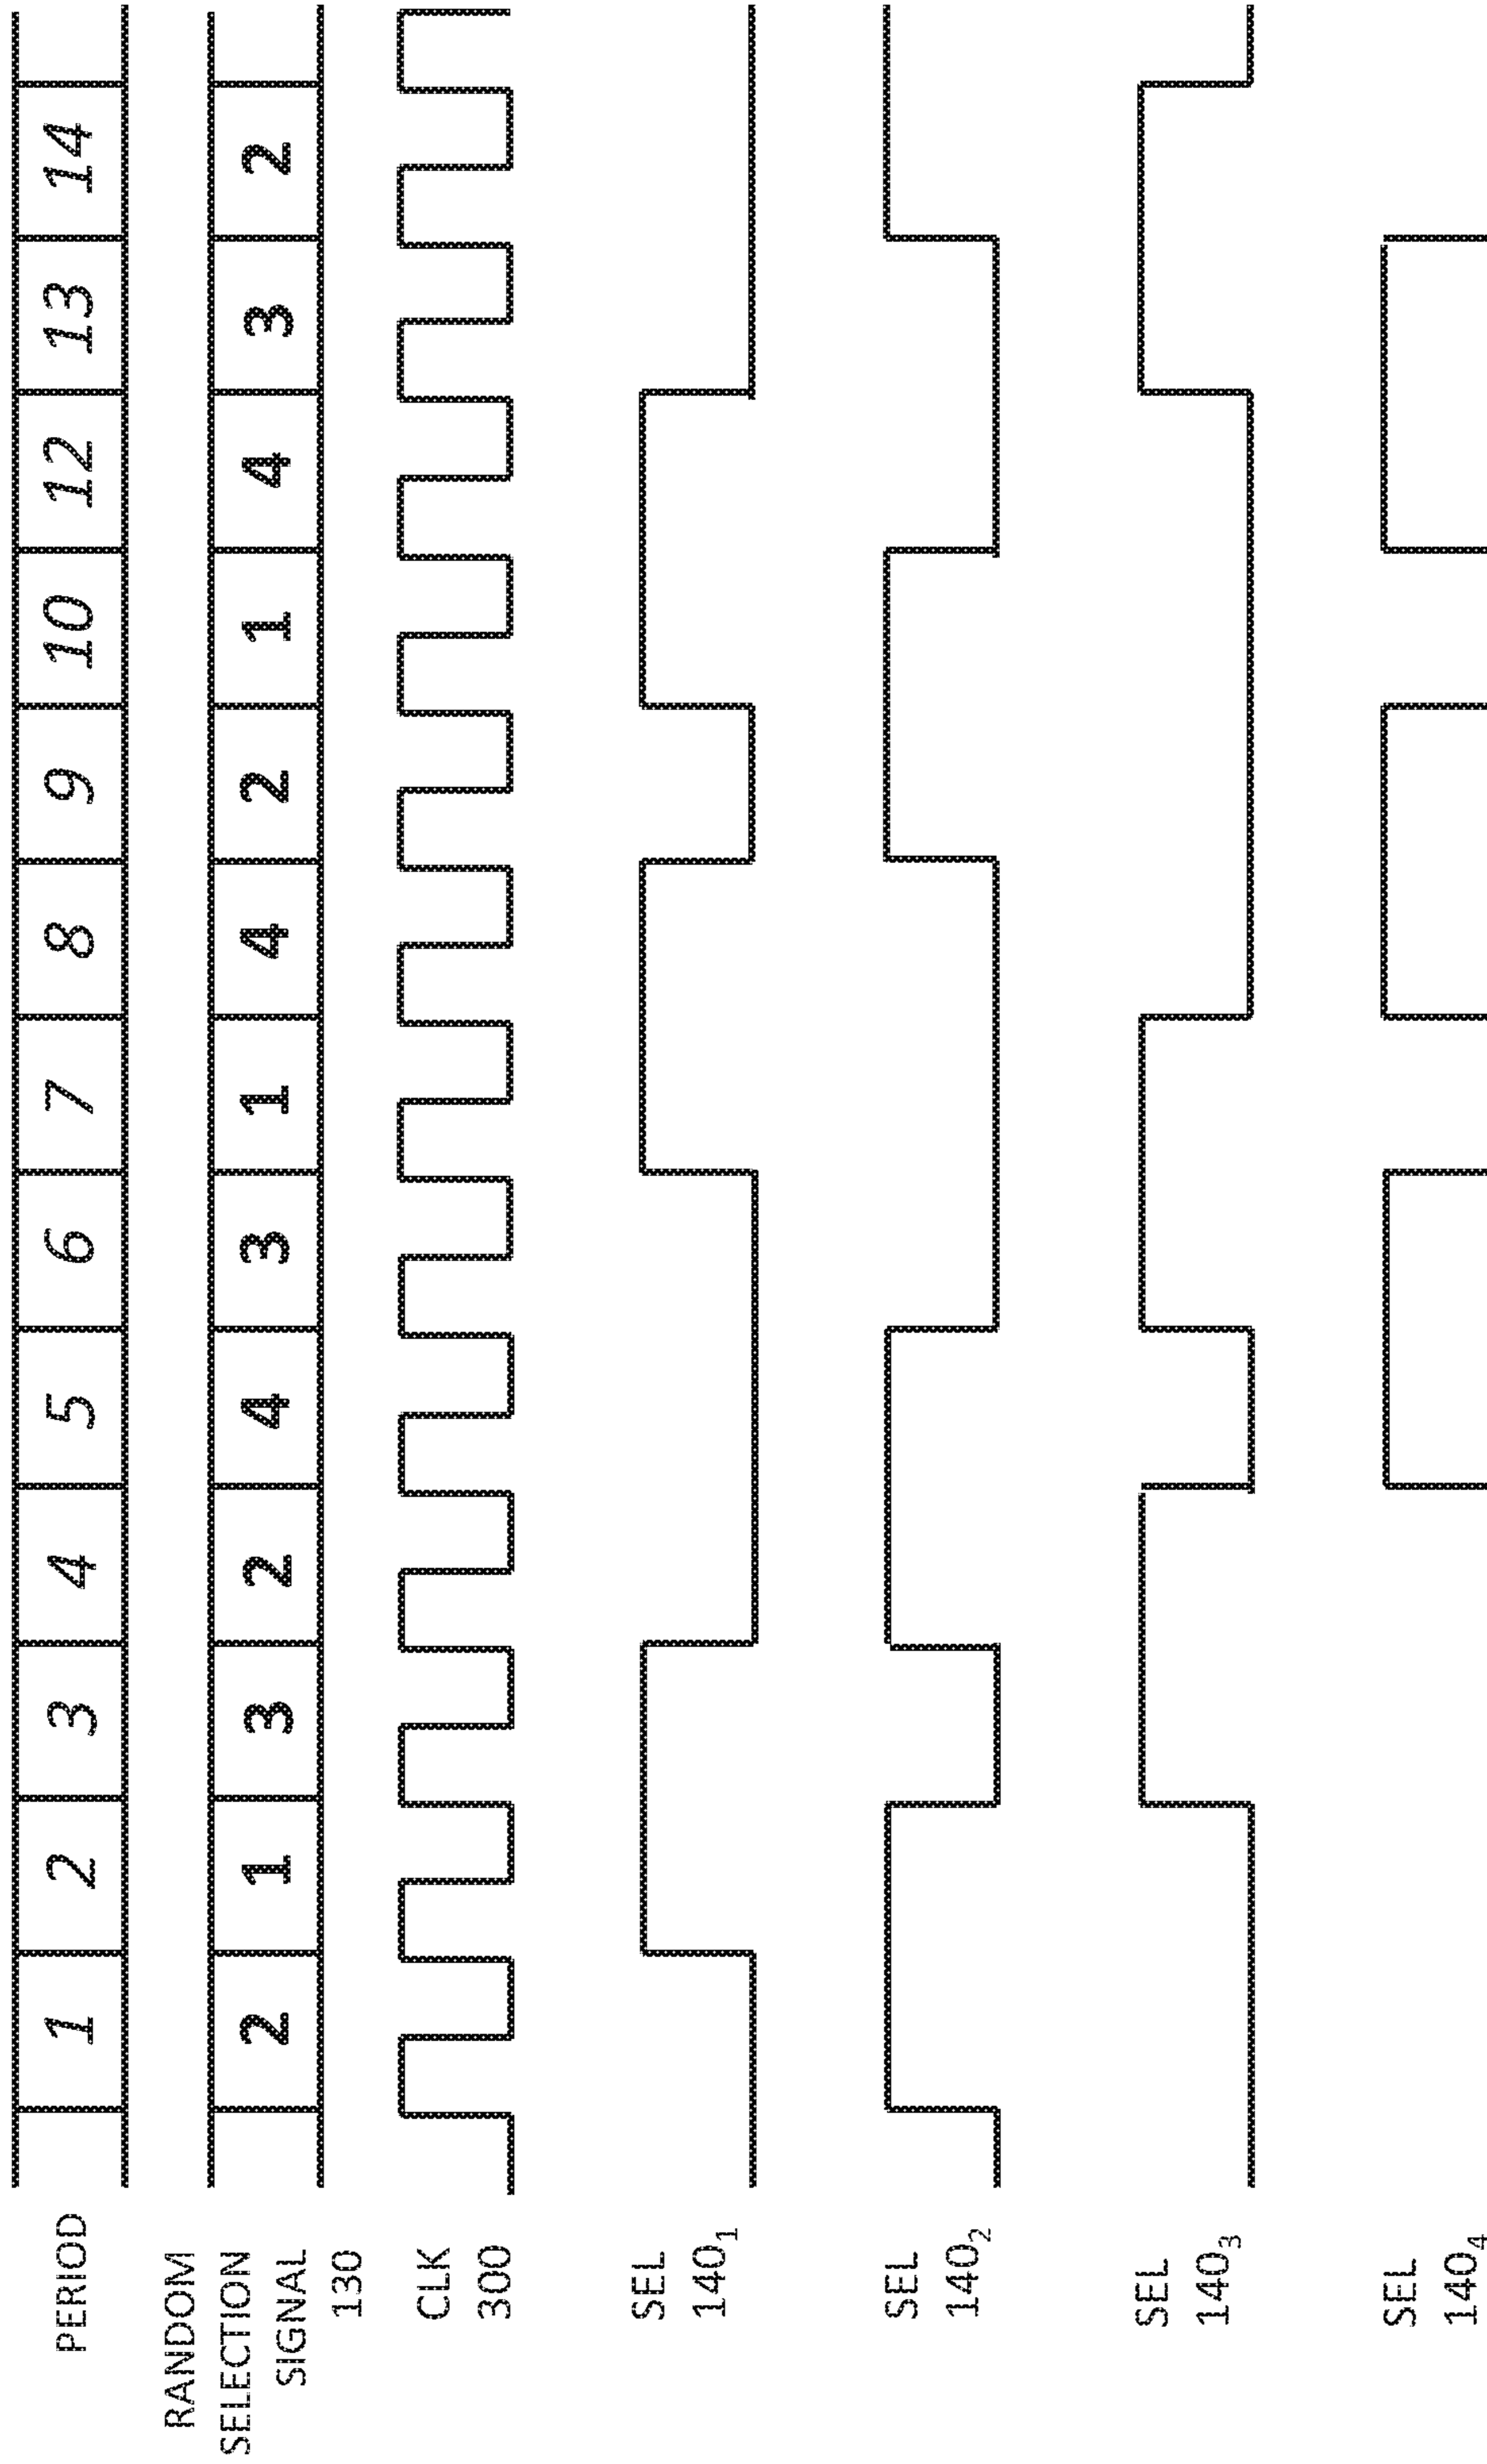 PERIOD 1 2 3 4 5 6 7 8 9 10 12 13 14
RANDOM
SELECTION
SIGNAL
130
2 1 3 2 4 3 1 4 2 1 4 3 2
CLK
300
SEL
140₁
SEL
140₂
SEL
140₃
SEL
140₄